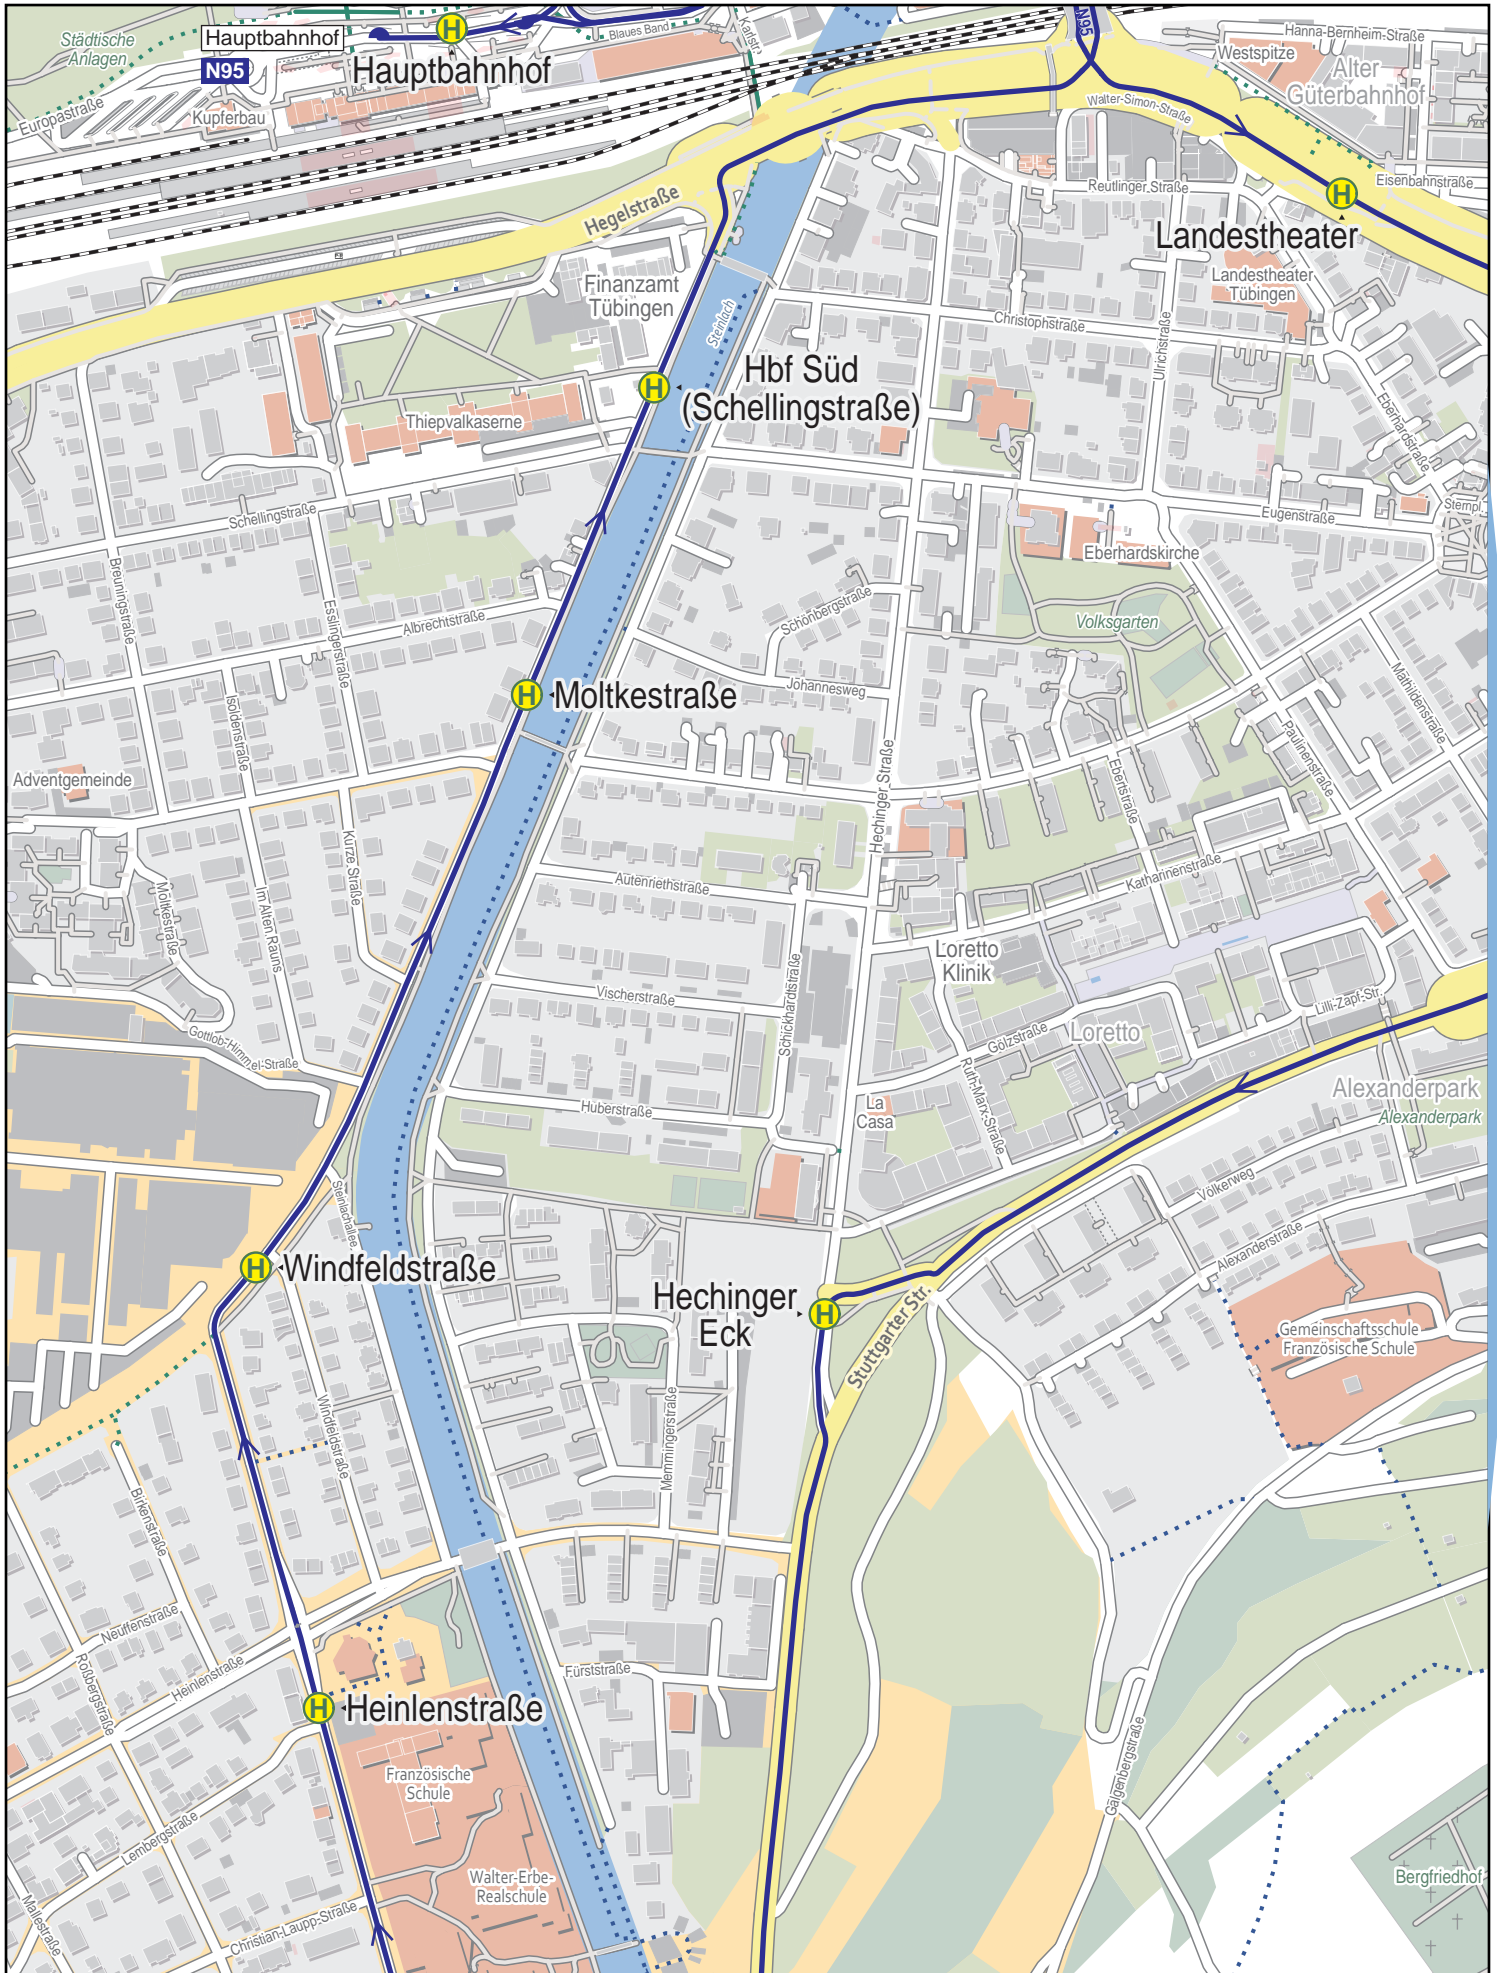 Städtische
Anlagen
Hauptbahnhof
N95
Hauptbahnhof
Blaues Band
Karlstr.
N95
Hanna-Bernheim-Straße
Westspitze
Alter
Güterbahnhof
Europastraße
Kupferbau
Walter-Simon-Straße
Eisenbahnstraße
Reutlinger Straße
H
H
Landestheater
Landestheater
Tübingen
Hegelstraße
Finanzamt
Tübingen
Steinlach
Christophstraße
Ulrichstraße
Eberhardstraße
H
Hbf Süd
(Schellingstraße)
Thiepvalkaserne
Schellingstraße
Eugenstraße
Sternpl.
Eberhardskirche
Breuningstraße
Esslingerstraße
Albrechtstraße
Schönbergstraße
Volksgarten
Isoldenstraße
H
Moltkestraße
Johannesweg
Mathildenstraße
Paulinenstraße
Adventgemeinde
Hechinger Straße
Ebertstraße
Kurze Straße
Moltkestraße
Im Alten Rauns
Autenriethstraße
Katharinenstraße
Loretto
Klinik
Vischerstraße
Schickhardtstraße
Lilli-Zapf-Str.
Gottlob-Himmel-Straße
Gölzstraße
Loretto
Ruth-Marx-Straße
Huberstraße
La
Casa
Alexanderpark
Alexanderpark
Steinlachallee
Völkerweg
Alexanderstraße
H
Windfeldstraße
Hechinger
Eck
H
Stuttgarter Str.
Gemeinschaftsschule
Französische Schule
Windfeldstraße
Memmingerstraße
Birkenstraße
Neuffenstraße
Roßbergstraße
Heinlenstraße
Fürststraße
H
Heinlenstraße
Französische
Schule
Galgenbergstraße
Lembergstraße
Walter-Erbe-
Realschule
Bergfriedhof
Mallestraße
Christian-Laupp-Straße